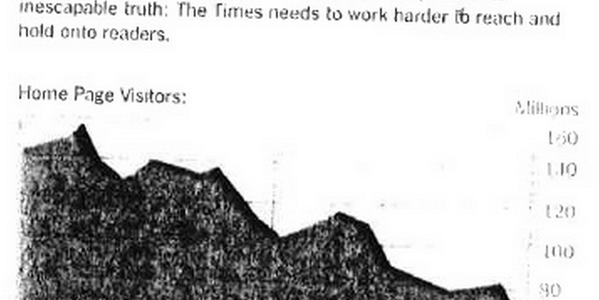 inescapable truth: The Times needs to work harder to reach and
hold onto readers.
Home Page Visitors:
Millions
160
140
120
100
80